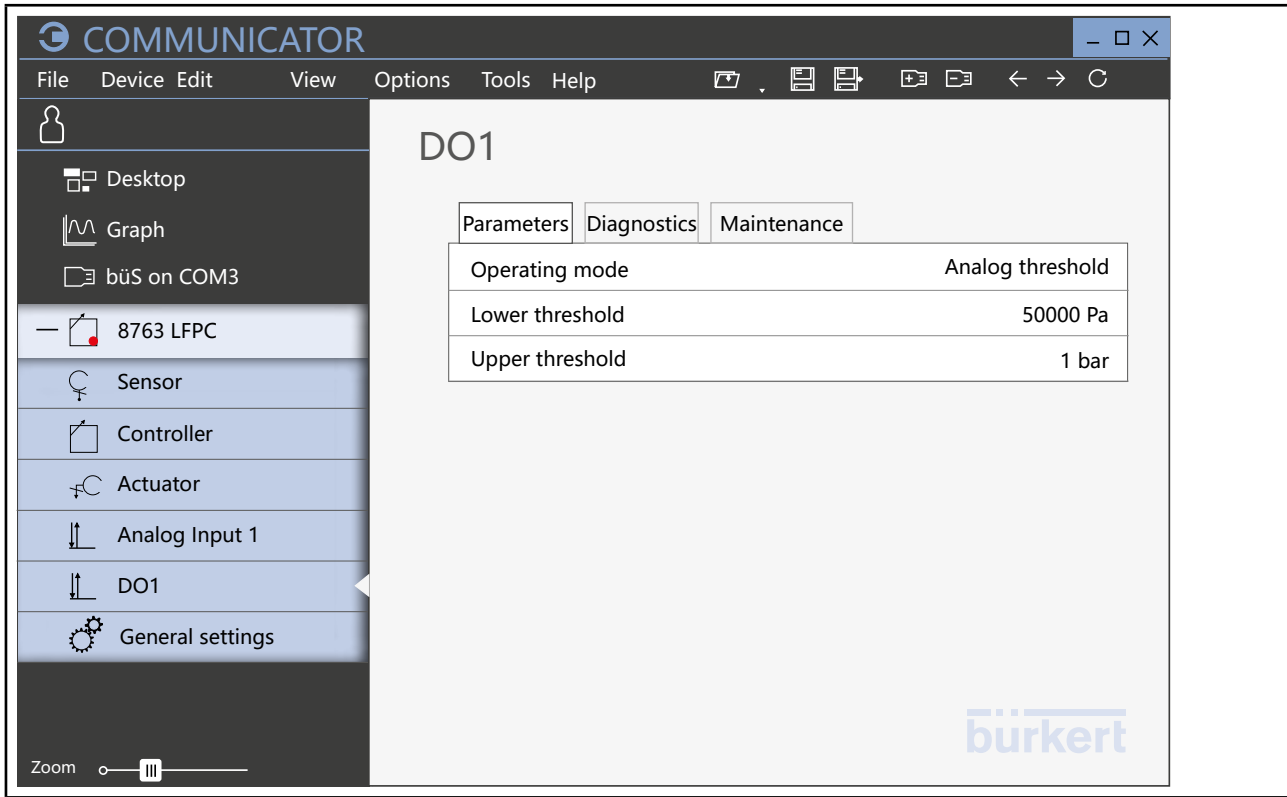 COMMUNICATOR
File Device Edit View Options Tools Help
Desktop
Graph
büS on COM3
8763 LFPC
Sensor
Controller
Actuator
Analog Input 1
DO1
General settings
Zoom
DO1
Parameters Diagnostics Maintenance
Operating mode Analog threshold
Lower threshold 50000 Pa
Upper threshold 1 bar
burkert